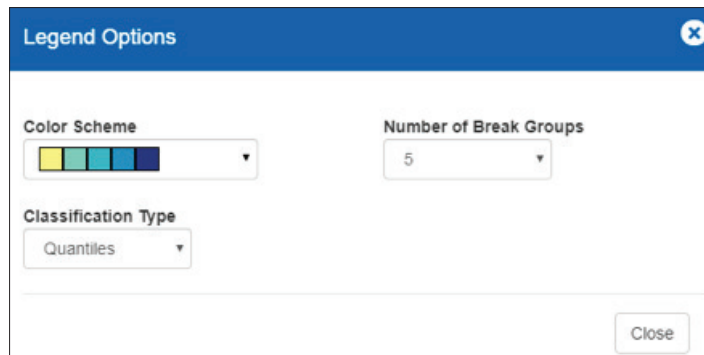 Legend Options
Color Scheme
Number of Break Groups
5
Classification Type
Quantiles
Close